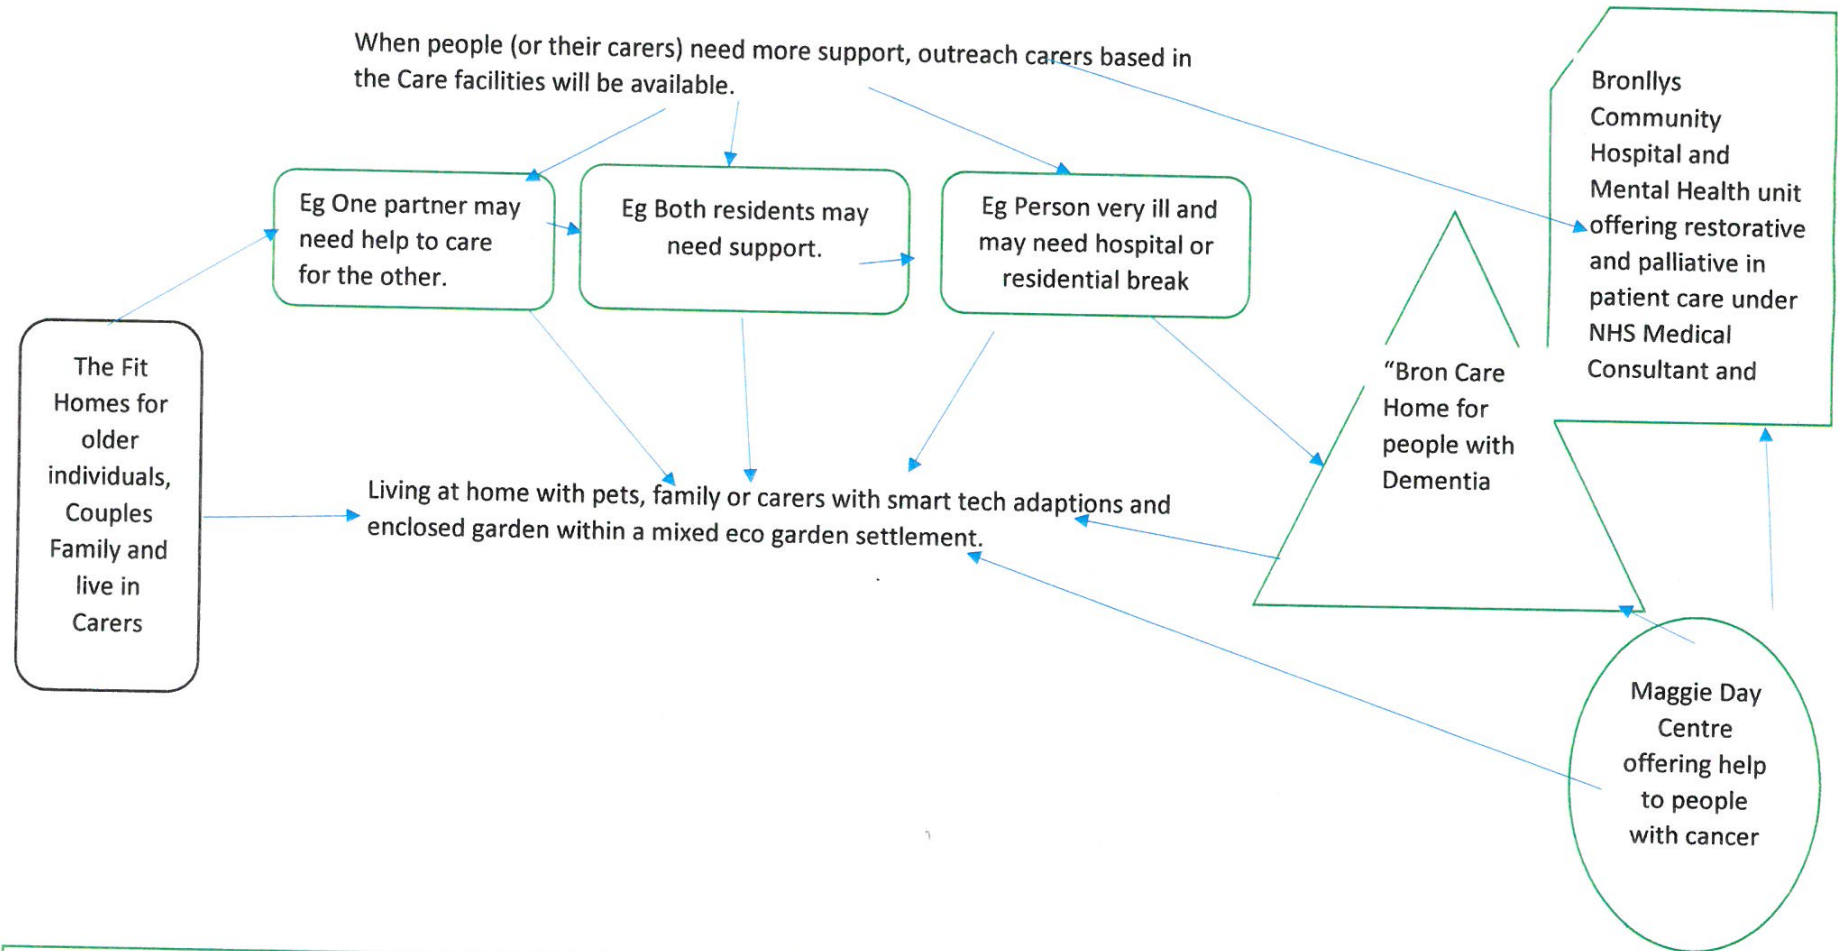 When people (or their carers) need more support, outreach carers based in
the Care facilities will be available.
Eg One partner may
need help to care
for the other.
Eg Both residents may
need support.
Eg Person very ill and
may need hospital or
residential break
Bronllys
Community
Hospital and
Mental Health unit
offering restorative
and palliative in
patient care under
NHS Medical
Consultant and
The Fit
Homes for
older
individuals,
Couples
Family and
live in
Carers
“Bron Care
Home for
people with
Dementia
Living at home with pets, family or carers with smart tech adaptions and
enclosed garden within a mixed eco garden settlement.
Maggie Day
Centre
offering help
to people
with cancer